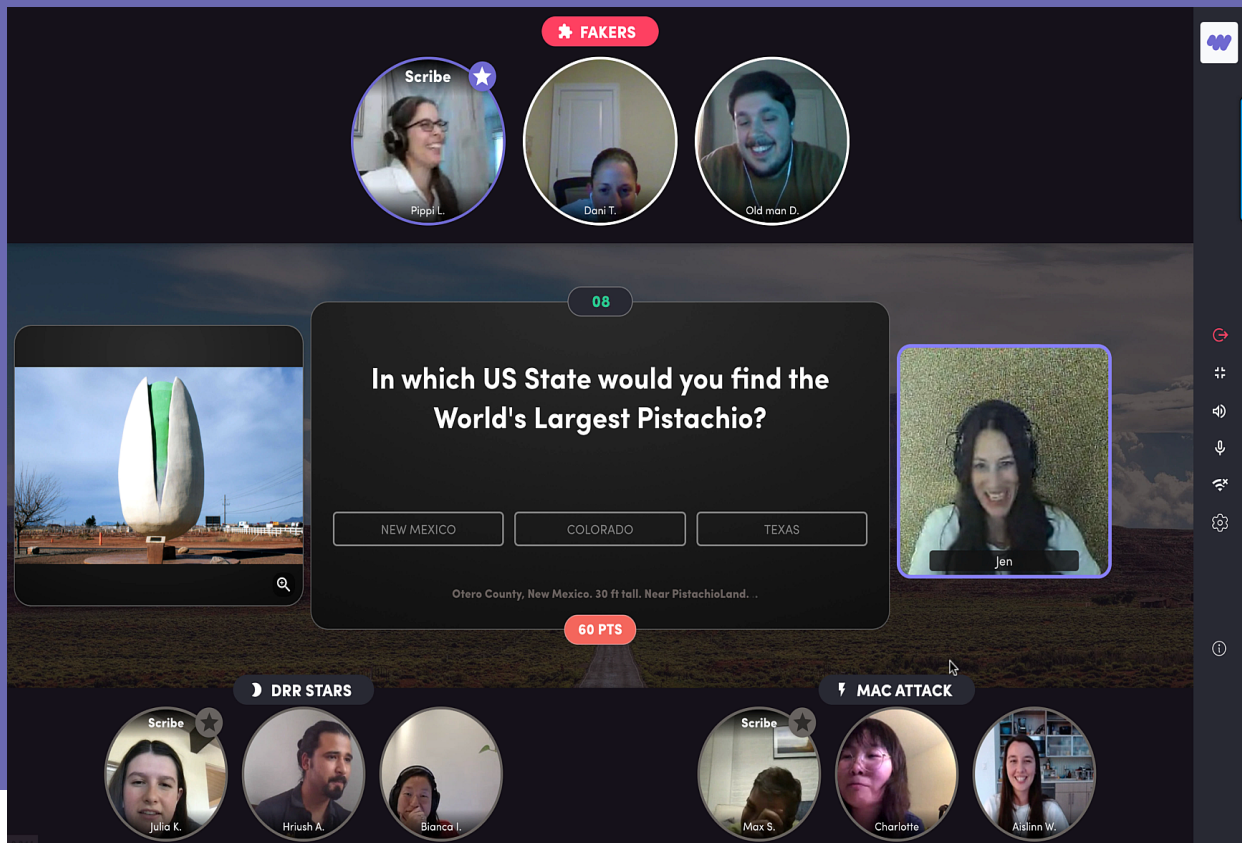 FAKERS
Scribe
Pippi L.
Dani T.
Old man D.
08
In which US State would you find the
World's Largest Pistachio?
NEW MEXICO
COLORADO
TEXAS
Otero County, New Mexico. 30 ft tall. Near PistachioLand. .
60 PTS
Jen
DRR STARS
Scribe
Julia K.
Hriush A.
Bianca I.
MAC ATTACK
Scribe
Max S.
Charlotte
Aislinn W.